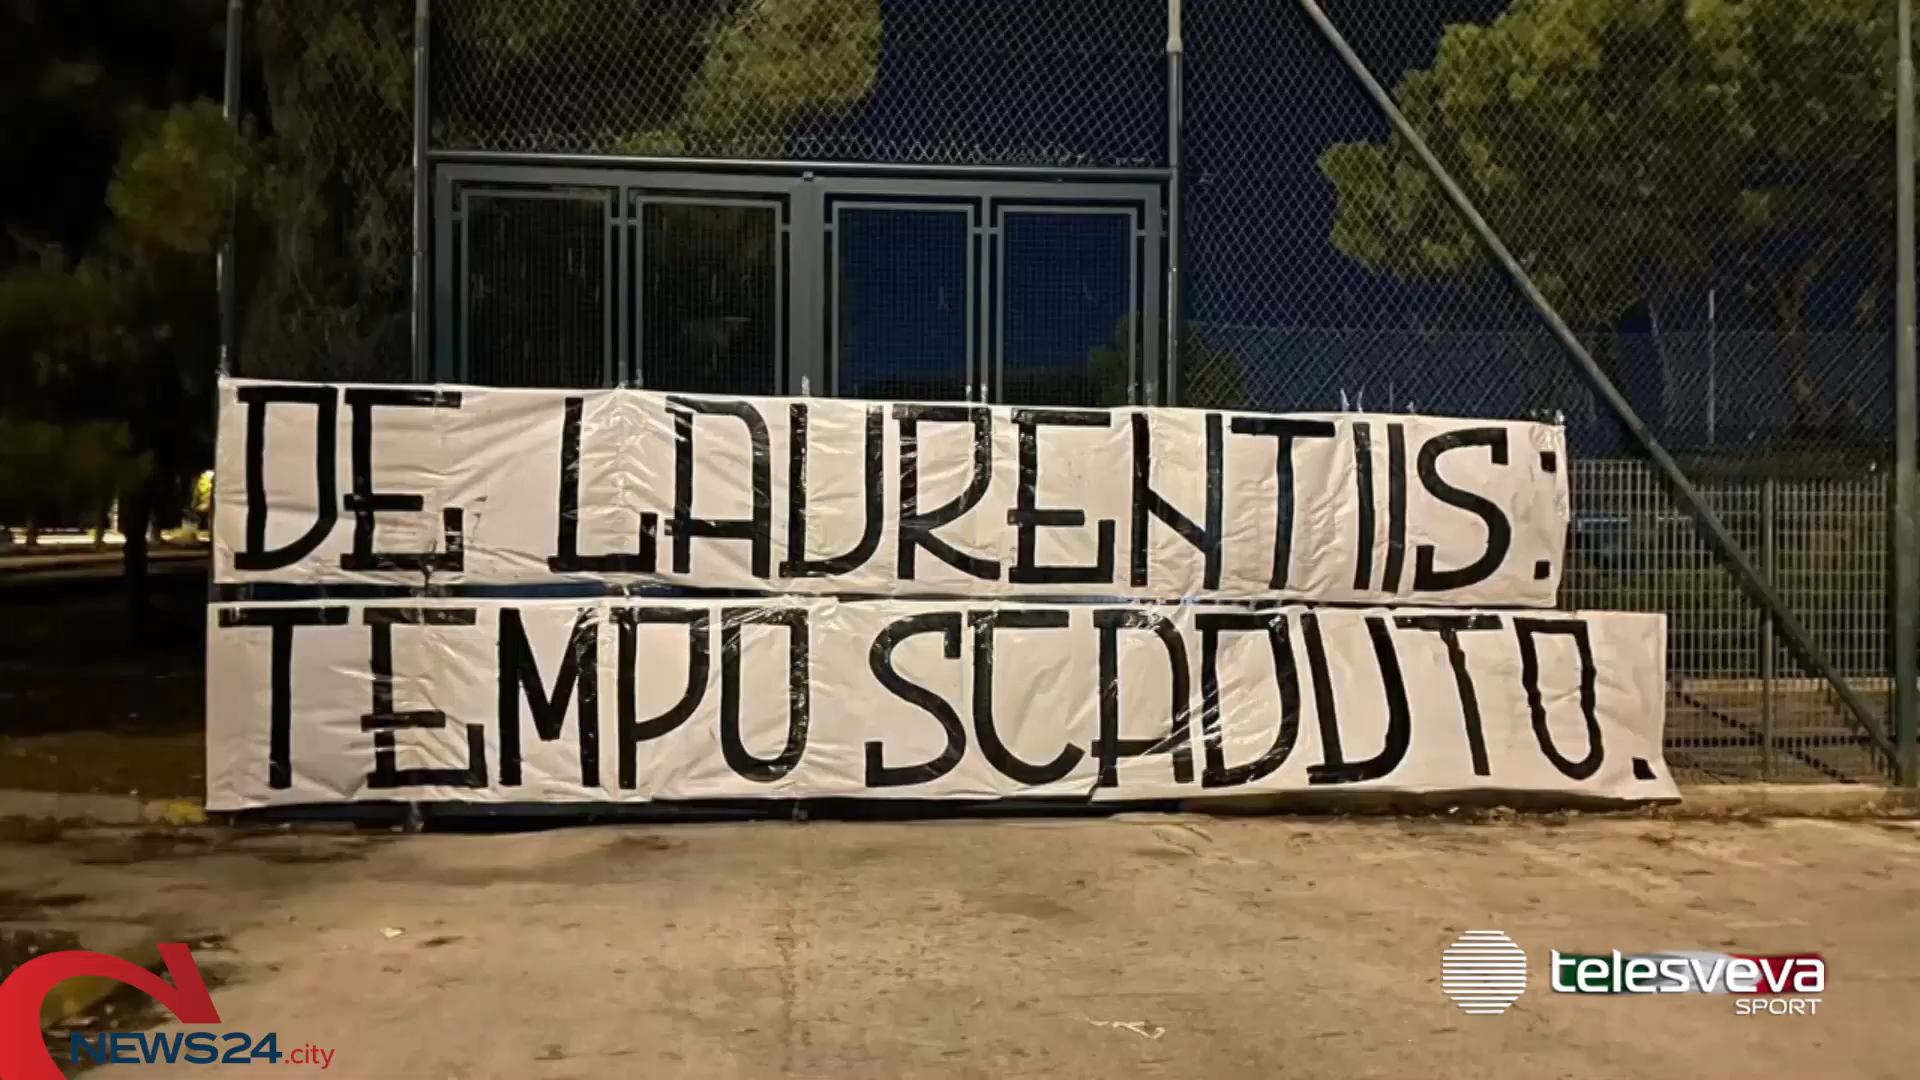 DE LAURENTIIS:
TEMPO SCADUTO.
NEWS24.city
telesveva
SPORT